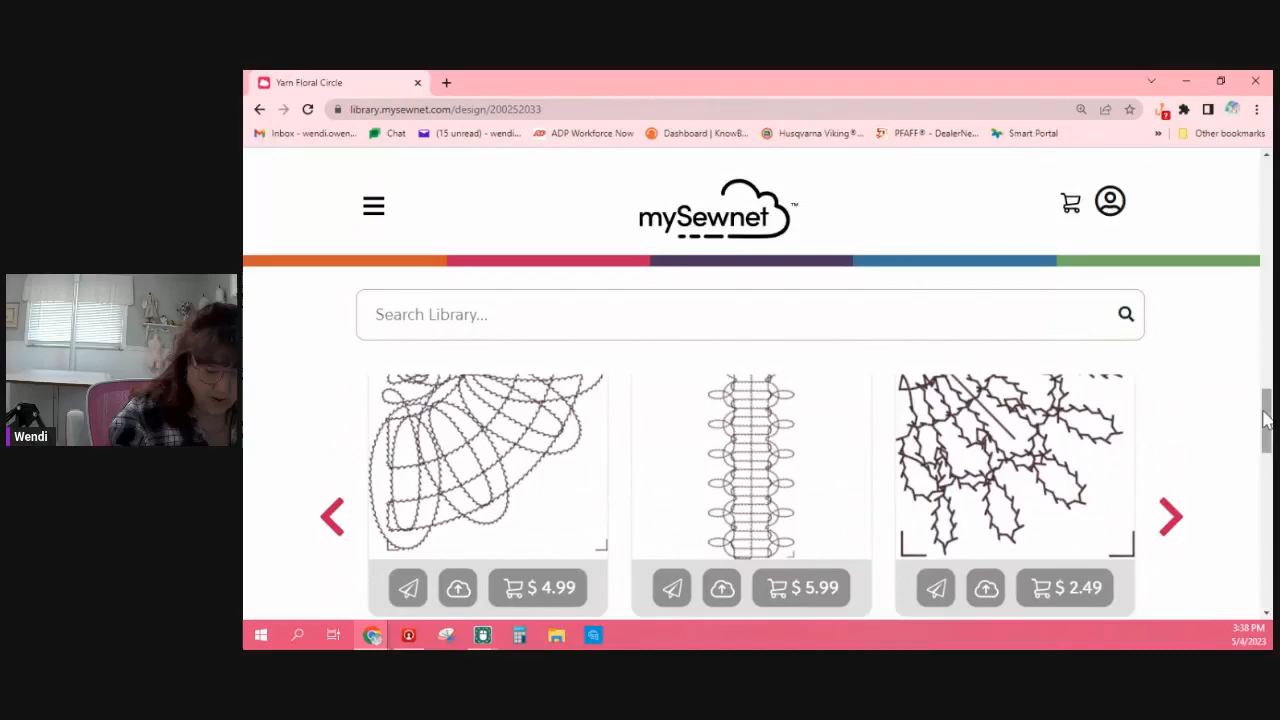 Yarn Floral Circle
library.mysewnet.com/design/200252033
7
Inbox - wendi.owen...
Chat
(15 unread) - wendi...
ADP Workforce Now
Dashboard | KnowB...
Husqvarna Viking®...
PFAFF® - DealerNe...
Smart Portal
»
Other bookmarks
mySewnet™
Search Library...
$ 4.99
$ 5.99
$ 2.49
Wendi
3:38 PM
5/4/2023